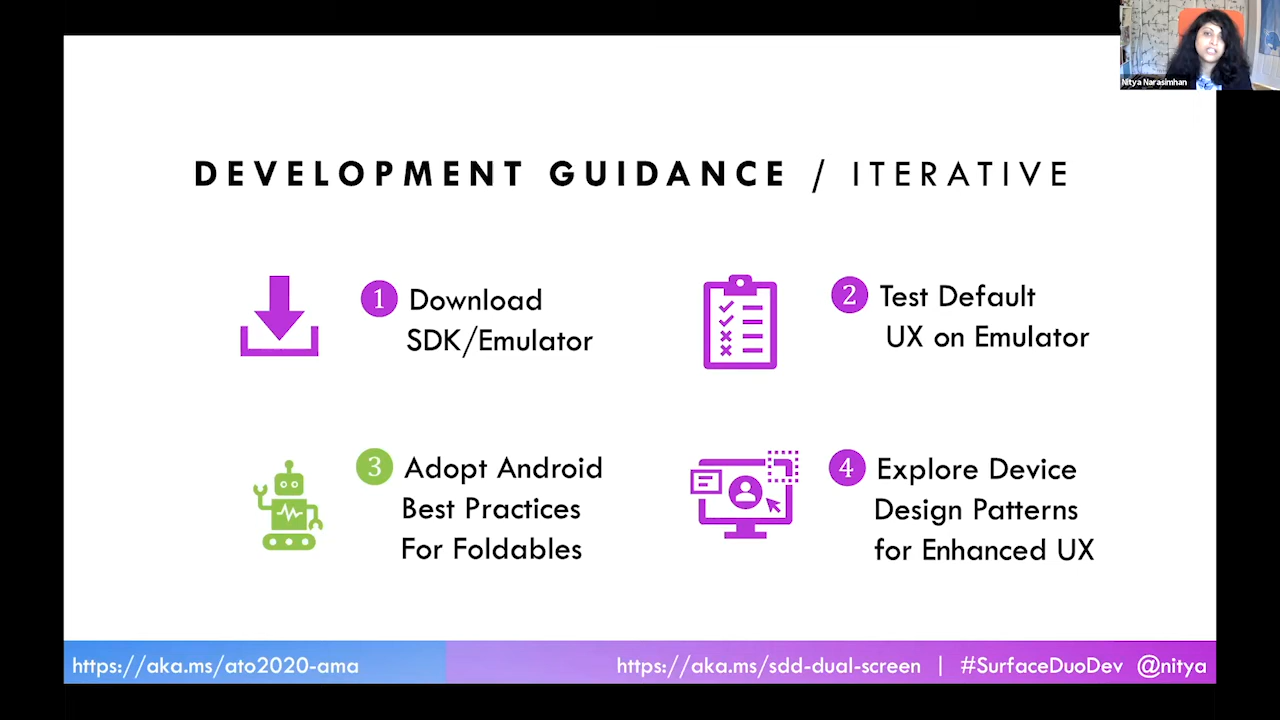 Nitya Narasimhan
DEVELOPMENT GUIDANCE / ITERATIVE
1 Download
SDK/Emulator
2 Test Default
UX on Emulator
3 Adopt Android
Best Practices
For Foldables
4 Explore Device
Design Patterns
for Enhanced UX
https://aka.ms/ato2020-ama
https://aka.ms/sdd-dual-screen | #SurfaceDuoDev @nitya